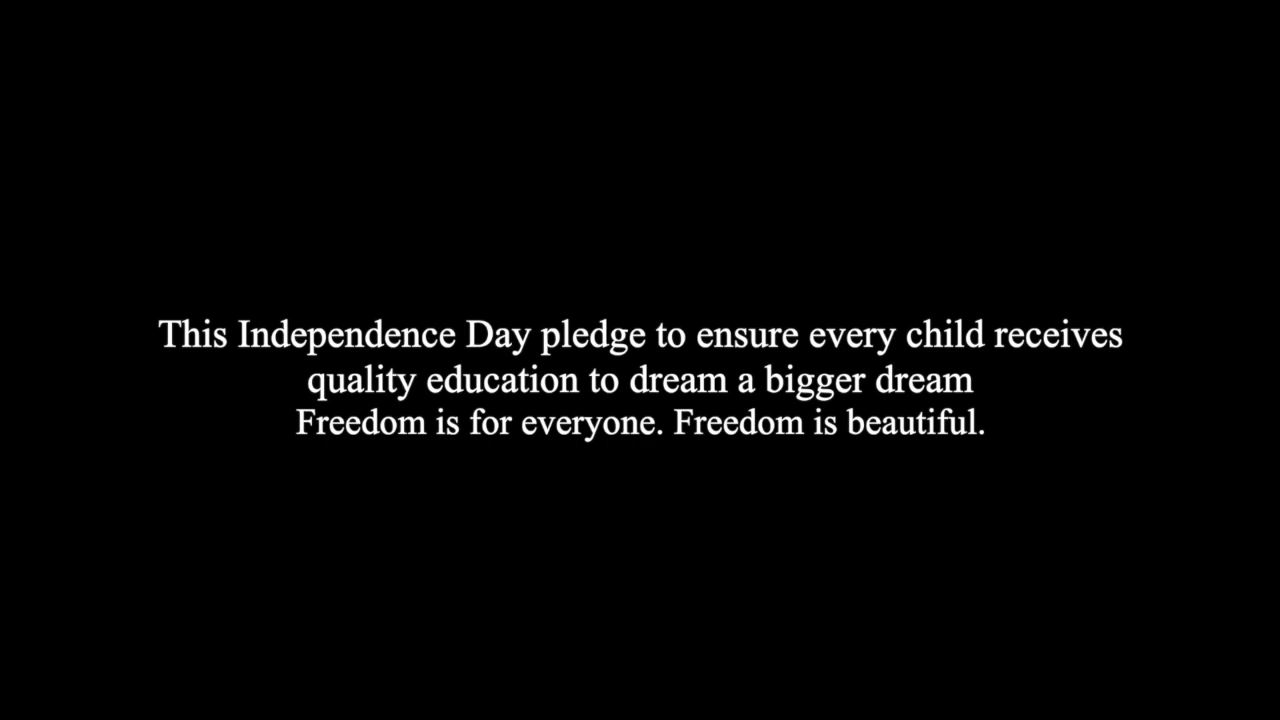 This Independence Day pledge to ensure every child receives
quality education to dream a bigger dream
Freedom is for everyone. Freedom is beautiful.